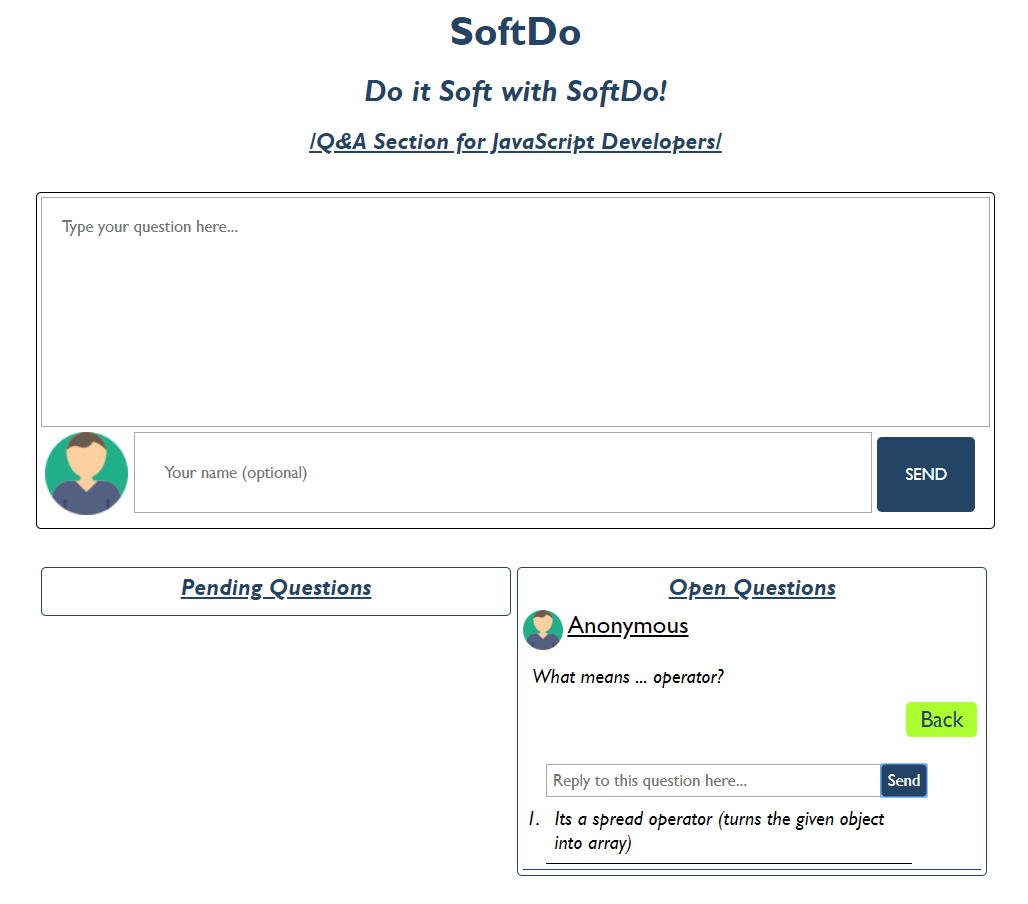 SoftDo
Do it Soft with SoftDo!
/Q&A Section for JavaScript Developers/
Type your question here...
Your name (optional)
SEND
Pending Questions
Open Questions
Anonymous
What means ... operator?
Back
Reply to this question here...
Send
1. Its a spread operator (turns the given object
into array)